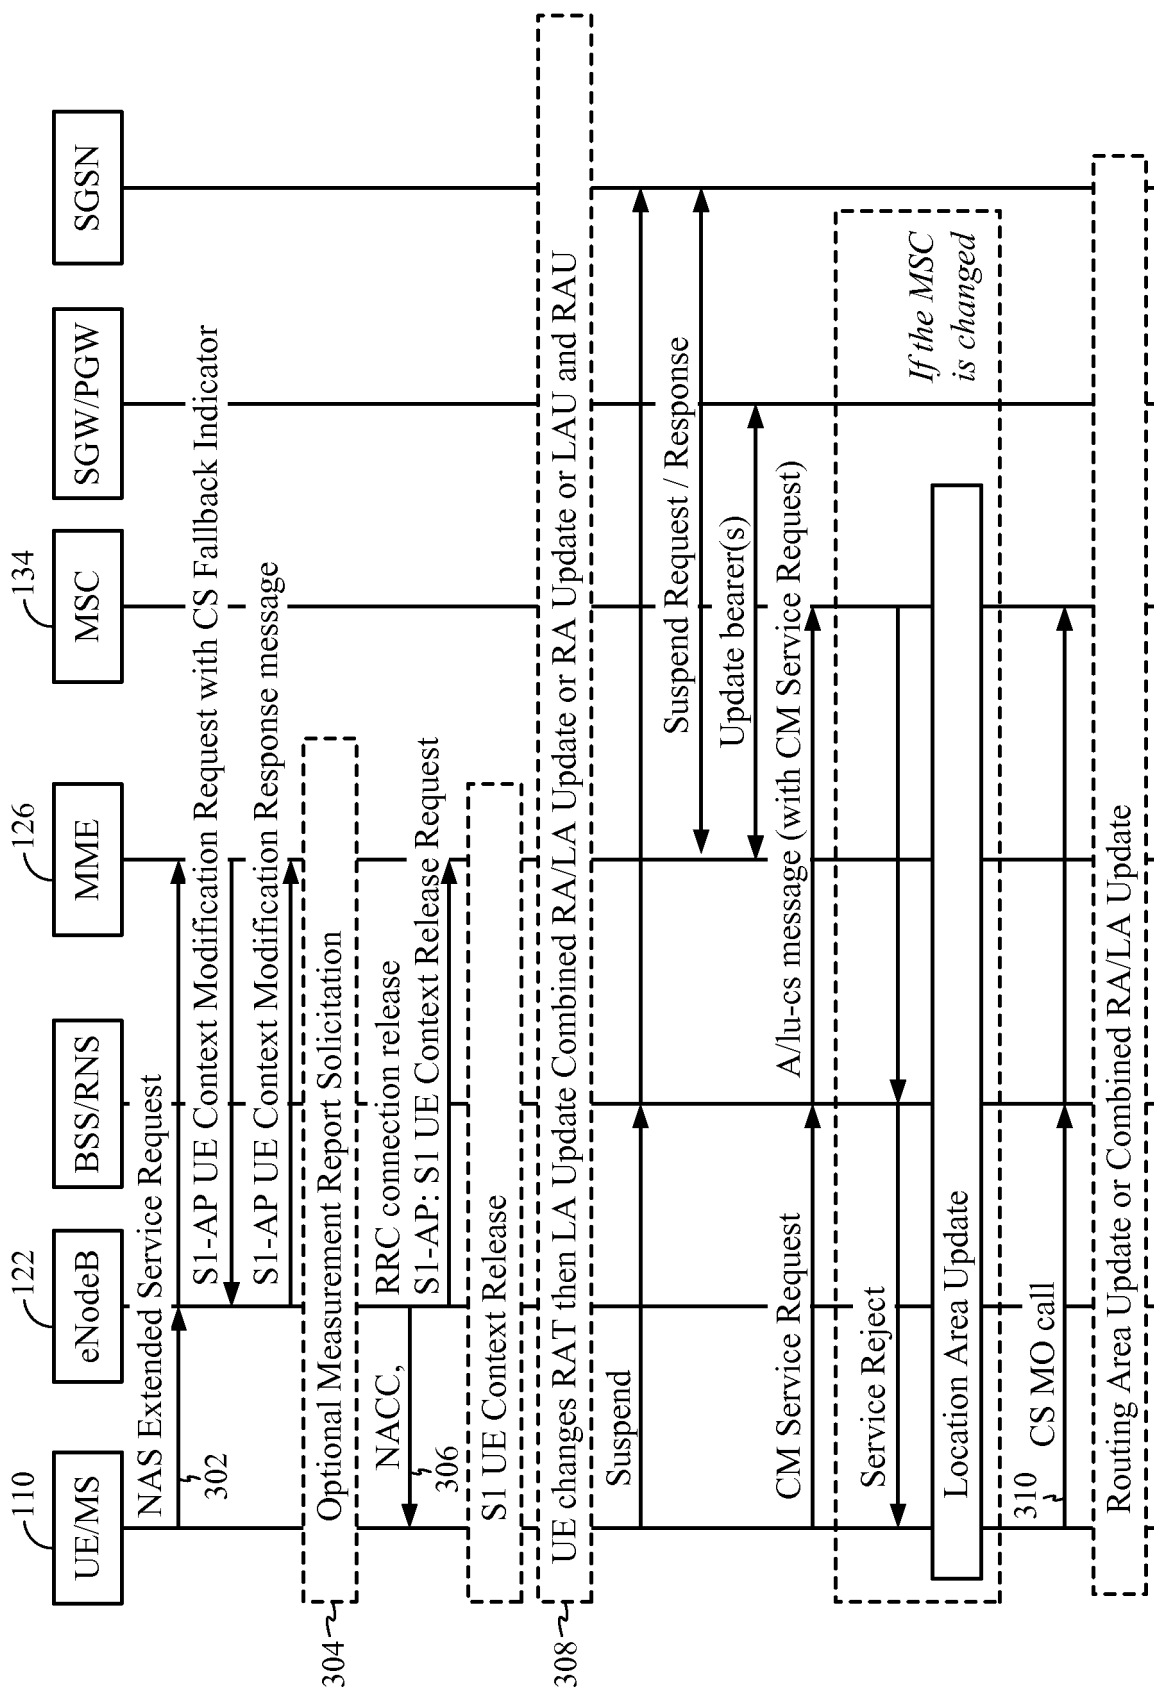 110
122
126
134
UE/MS
eNodeB
BSS/RNS
MME
MSC
SGW/PGW
SGSN
NAS Extended Service Request
302
S1-AP UE Context Modification Request with CS Fallback Indicator
S1-AP UE Context Modification Response message
304
Optional Measurement Report Solicitation
NACC,
RRC connection release
306
S1-AP: S1 UE Context Release Request
S1 UE Context Release
308
UE changes RAT then LA Update Combined RA/LA Update or RA Update or LAU and RAU
Suspend
Suspend Request / Response
Update bearer(s)
CM Service Request
A/lu-cs message (with CM Service Request)
Service Reject
If the MSC
is changed
Location Area Update
310
CS MO call
Routing Area Update or Combined RA/LA Update